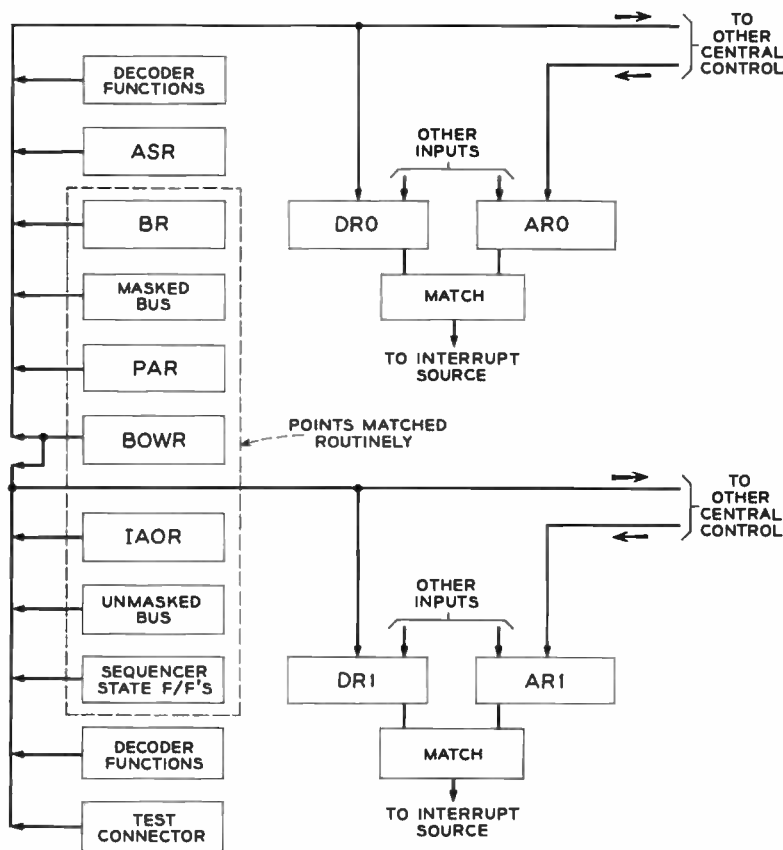 TO
OTHER
CENTRAL
CONTROL
DECODER
FUNCTIONS
ASR
OTHER
INPUTS
BR
DR0
AR0
MASKED
BUS
MATCH
PAR
TO INTERRUPT
SOURCE
BOWR
POINTS MATCHED
ROUTINELY
TO
OTHER
CENTRAL
CONTROL
IAOR
OTHER
INPUTS
UNMASKED
BUS
SEQUENCER
STATE F/F'S
DR1
AR1
DECODER
FUNCTIONS
MATCH
TEST
CONNECTOR
TO INTERRUPT
SOURCE